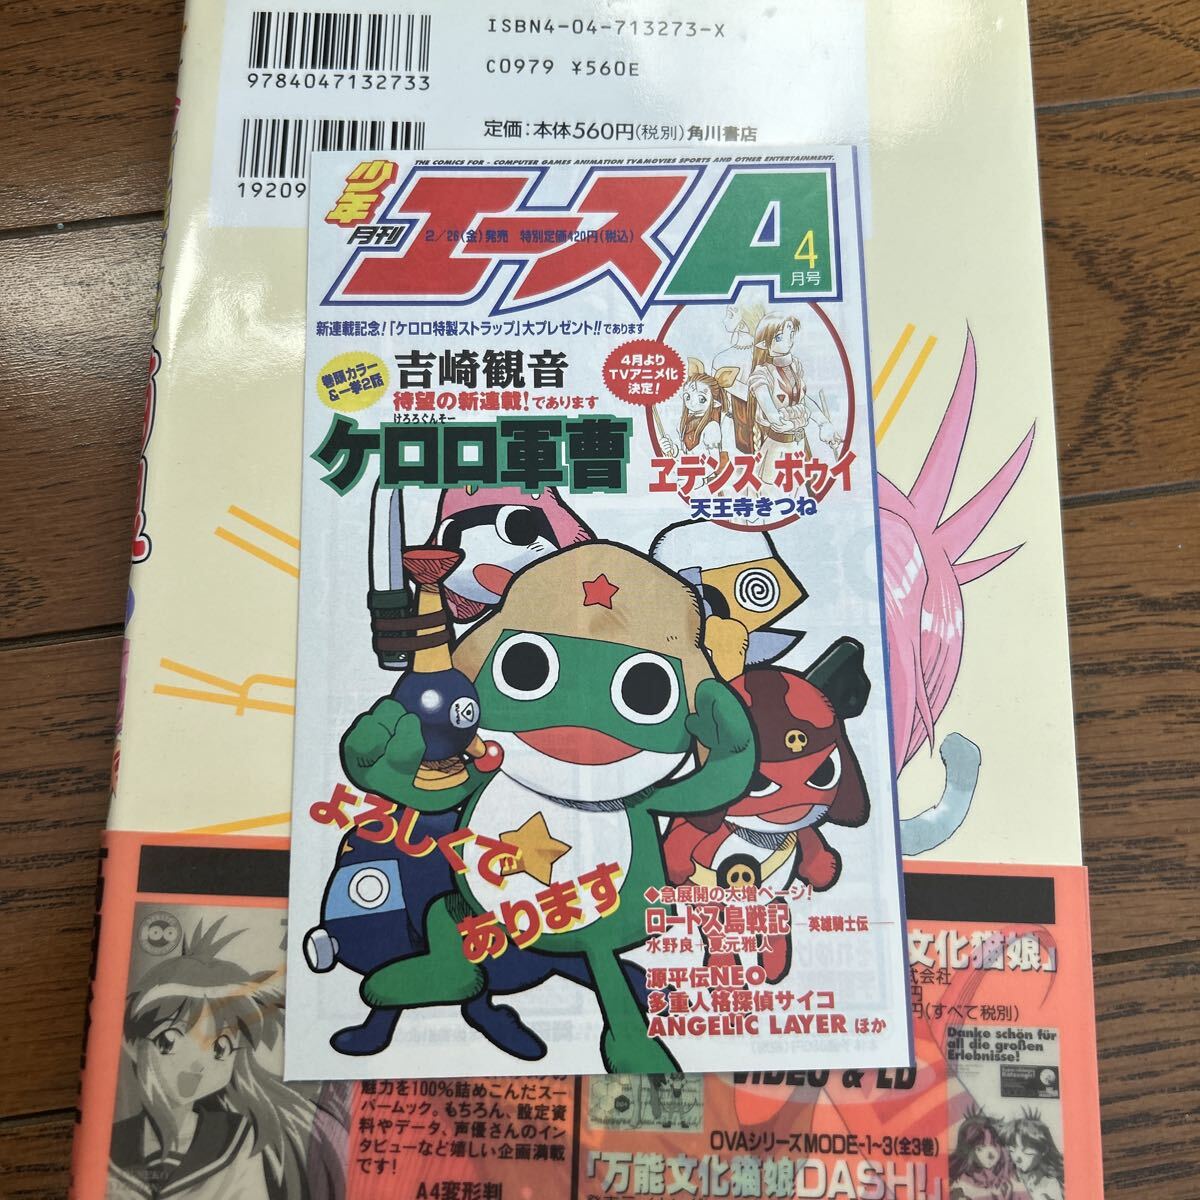 ISBN4-04-713273-X
C0979 ¥560E
9784047132733
定価：本体560円(税別) 角川書店
19209
THE COMICS FOR - COMPUTER GAMES ANIMATION TV&MOVIES SPORTS AND OTHER ENTERTAINMENT.
少年
エースA
月刊
2/26(金)発売 特別定価420円(税込)
4
月号
新連載記念!「ケロロ特製ストラップ」大プレゼント!!であります
巻頭カラー
&一挙2話
吉崎観音
待望の新連載!であります
けろろぐんそー
ケロロ軍曹
4月より
TVアニメ化
決定!
ヱデンズ ボゥイ
天王寺きつね
よろしくで
あります
◆急展開の大増ページ!
ロードス島戦記 ―英雄騎士伝―
水野良+夏元雅人
源平伝NEO
多重人格探偵サイコ
ANGELIC LAYER ほか
文化猫娘」
式会社
円
円(すべて税別)
Danke schön für
all die großen
Erlebnisse!
VIDEO & LD
魅力を100%詰めこんだスー
パームック。もちろん、設定資
料やデータ、声優さんのイン
タビューなど嬉しい企画満載
です!
A4変形判
OVAシリーズMODE-1~3(全3巻)
「万能文化猫娘DASH!」